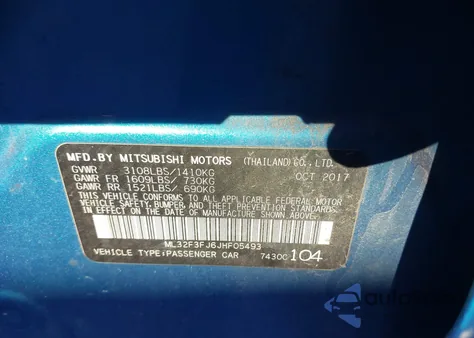 MFD.BY MITSUBISHI MOTORS (THAILAND) CO., LTD.
GVWR 3108LBS/1410KG OCT 2017
GAWR FR 1609LBS/ 730KG
GAWR RR 1521LBS/ 690KG
THIS VEHICLE CONFORMS TO ALL APPLICABLE FEDERAL MOTOR
VEHICLE SAFETY, BUMPER, AND THEFT PREVENTION STANDARDS
IN EFFECT ON THE DATE OF MANUFACTURE SHOWN ABOVE.
ML32F3FJ6JHF05493
VEHICLE TYPE:PASSENGER CAR 7430C 104